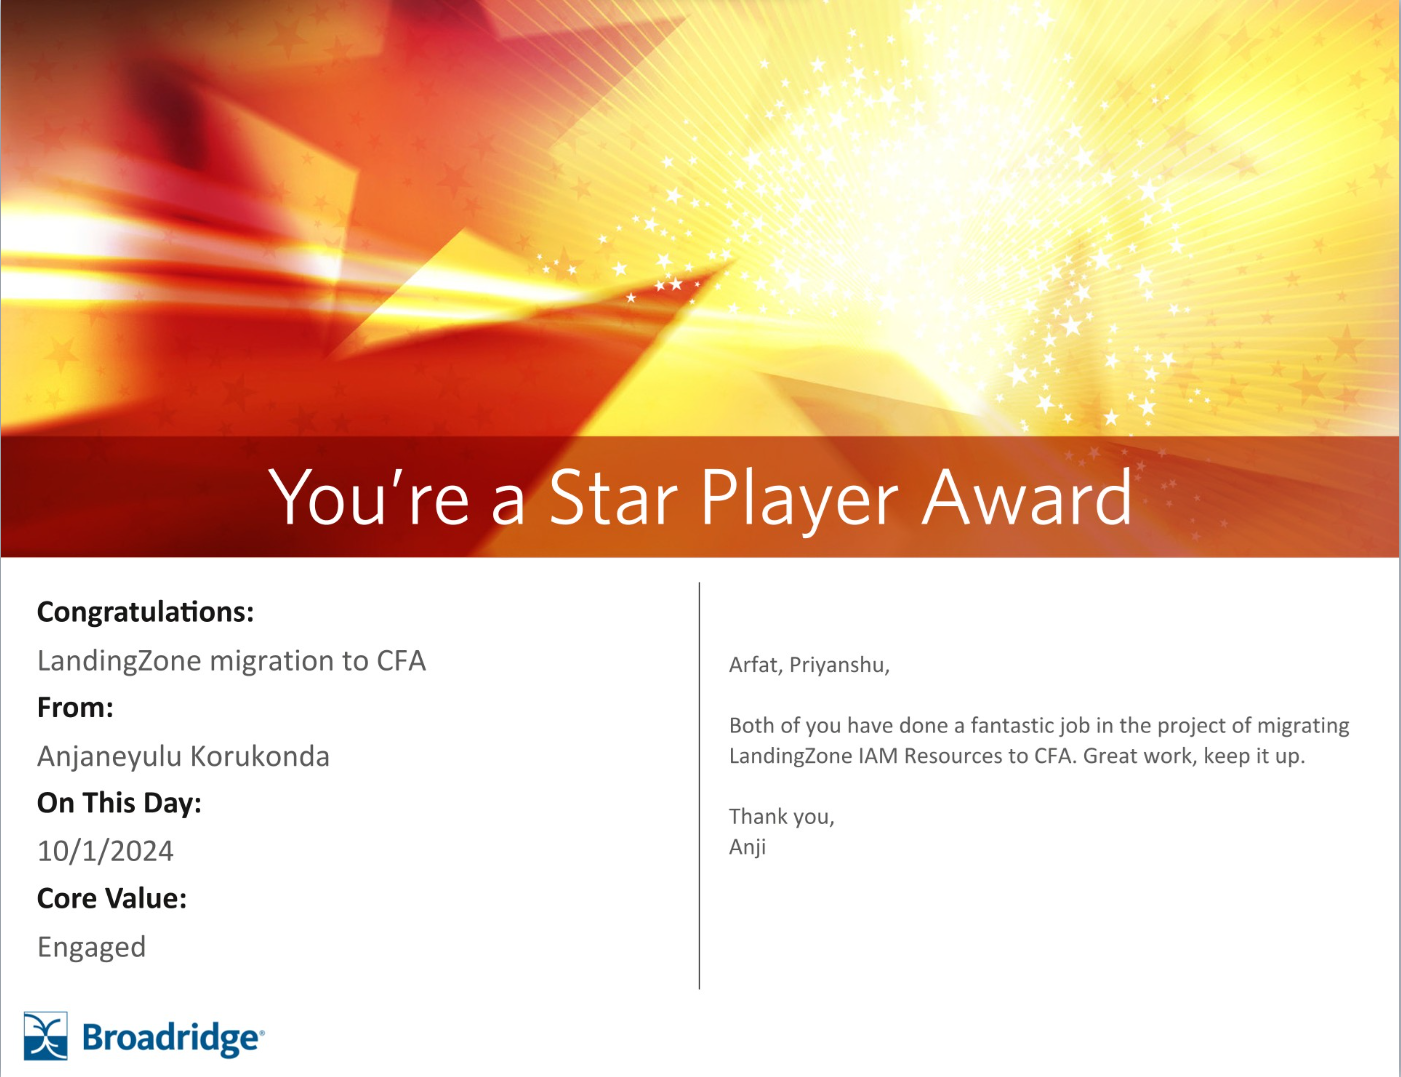 You're a Star Player Award
Congratulations:
LandingZone migration to CFA
From:
Anjaneyulu Korukonda
On This Day:
10/1/2024
Core Value:
Engaged
Arfat, Priyanshu,
Both of you have done a fantastic job in the project of migrating
LandingZone IAM Resources to CFA. Great work, keep it up.
Thank you,
Anji
Broadridge®